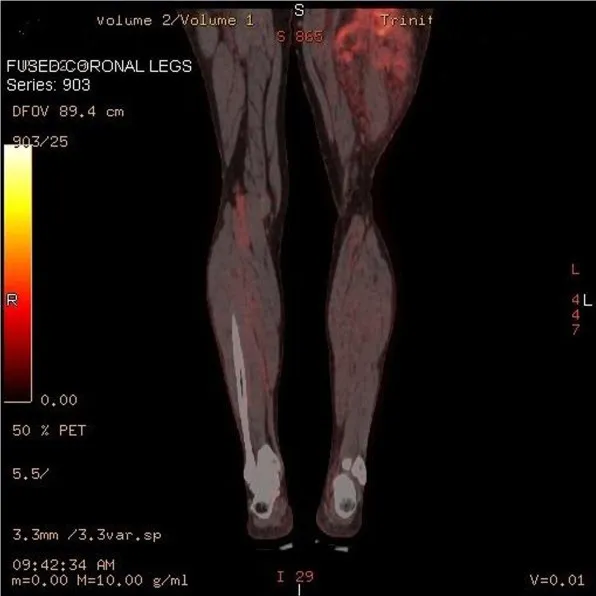 Volume 2/Volume 1
S
Trinit
S 865
FUSED CORONAL LEGS
Series: 903
DFOV 89.4 cm
903/25
R
L
4
4
7
L
0.00
50 % PET
5.5/
3.3mm /3.3var.sp
09:42:34 AM
m=0.00 M=10.00 g/ml
I 29
V=0.01